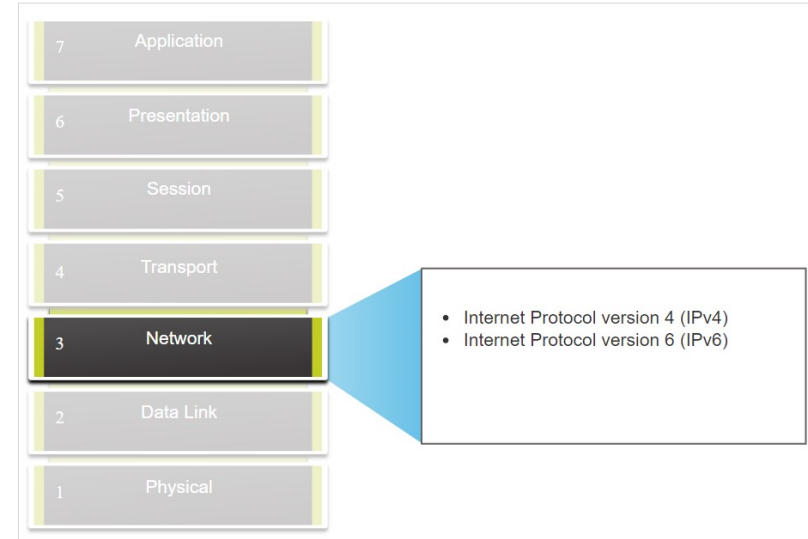 7 Application
6 Presentation
5 Session
4 Transport
3 Network
• Internet Protocol version 4 (IPv4)
• Internet Protocol version 6 (IPv6)
2 Data Link
1 Physical